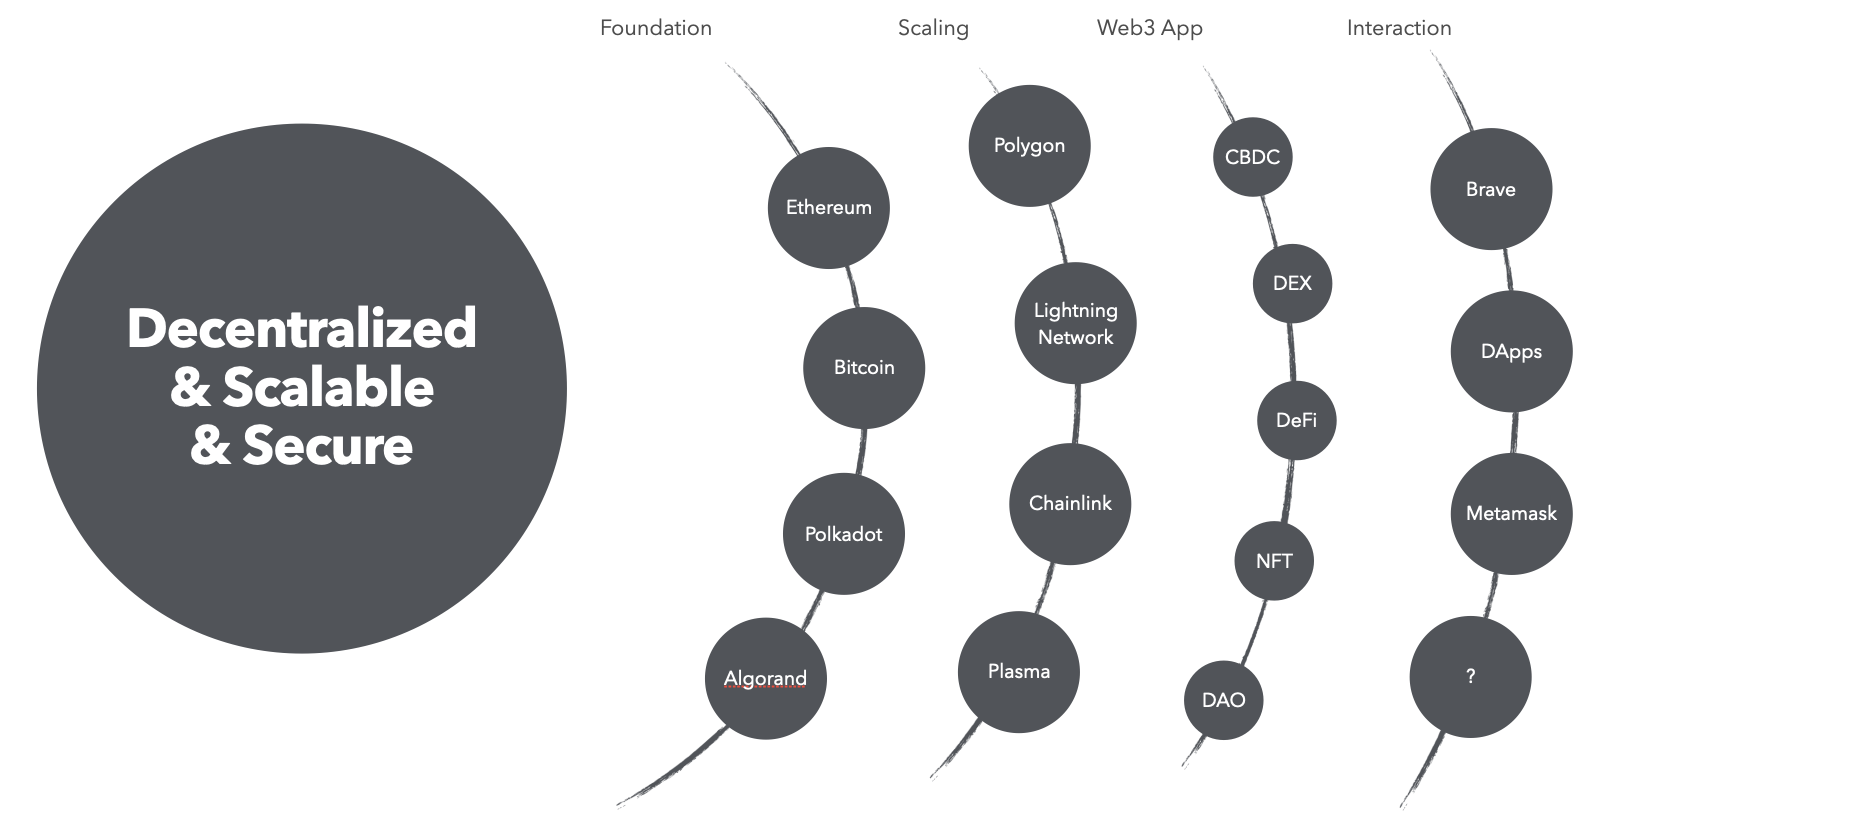 Foundation
Scaling
Web3 App
Interaction
Decentralized
& Scalable
& Secure
Ethereum
Bitcoin
Polkadot
Algorand
Polygon
Lightning
Network
Chainlink
Plasma
CBDC
DEX
DeFi
NFT
DAO
Brave
DApps
Metamask
?